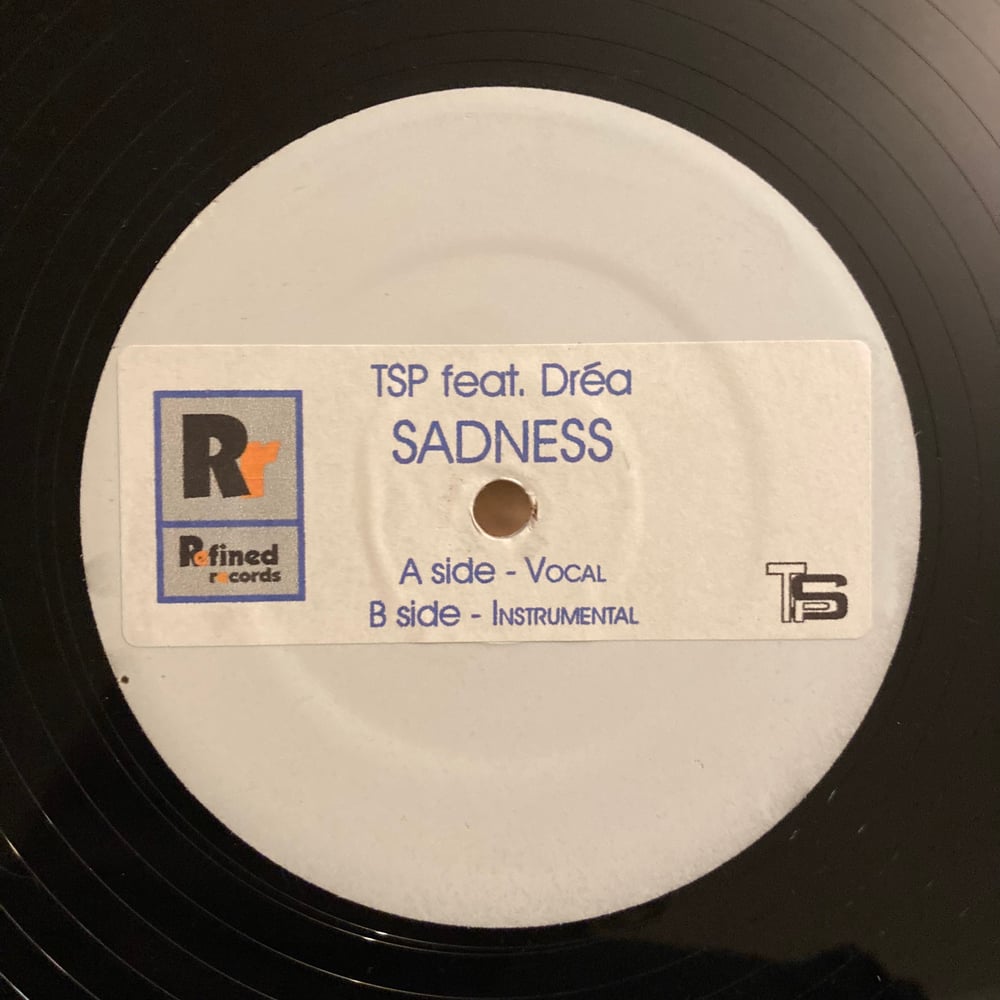 TSP feat. Dréa
SADNESS
Rr
Refined
records
A side - VOCAL
B side - INSTRUMENTAL
TSP